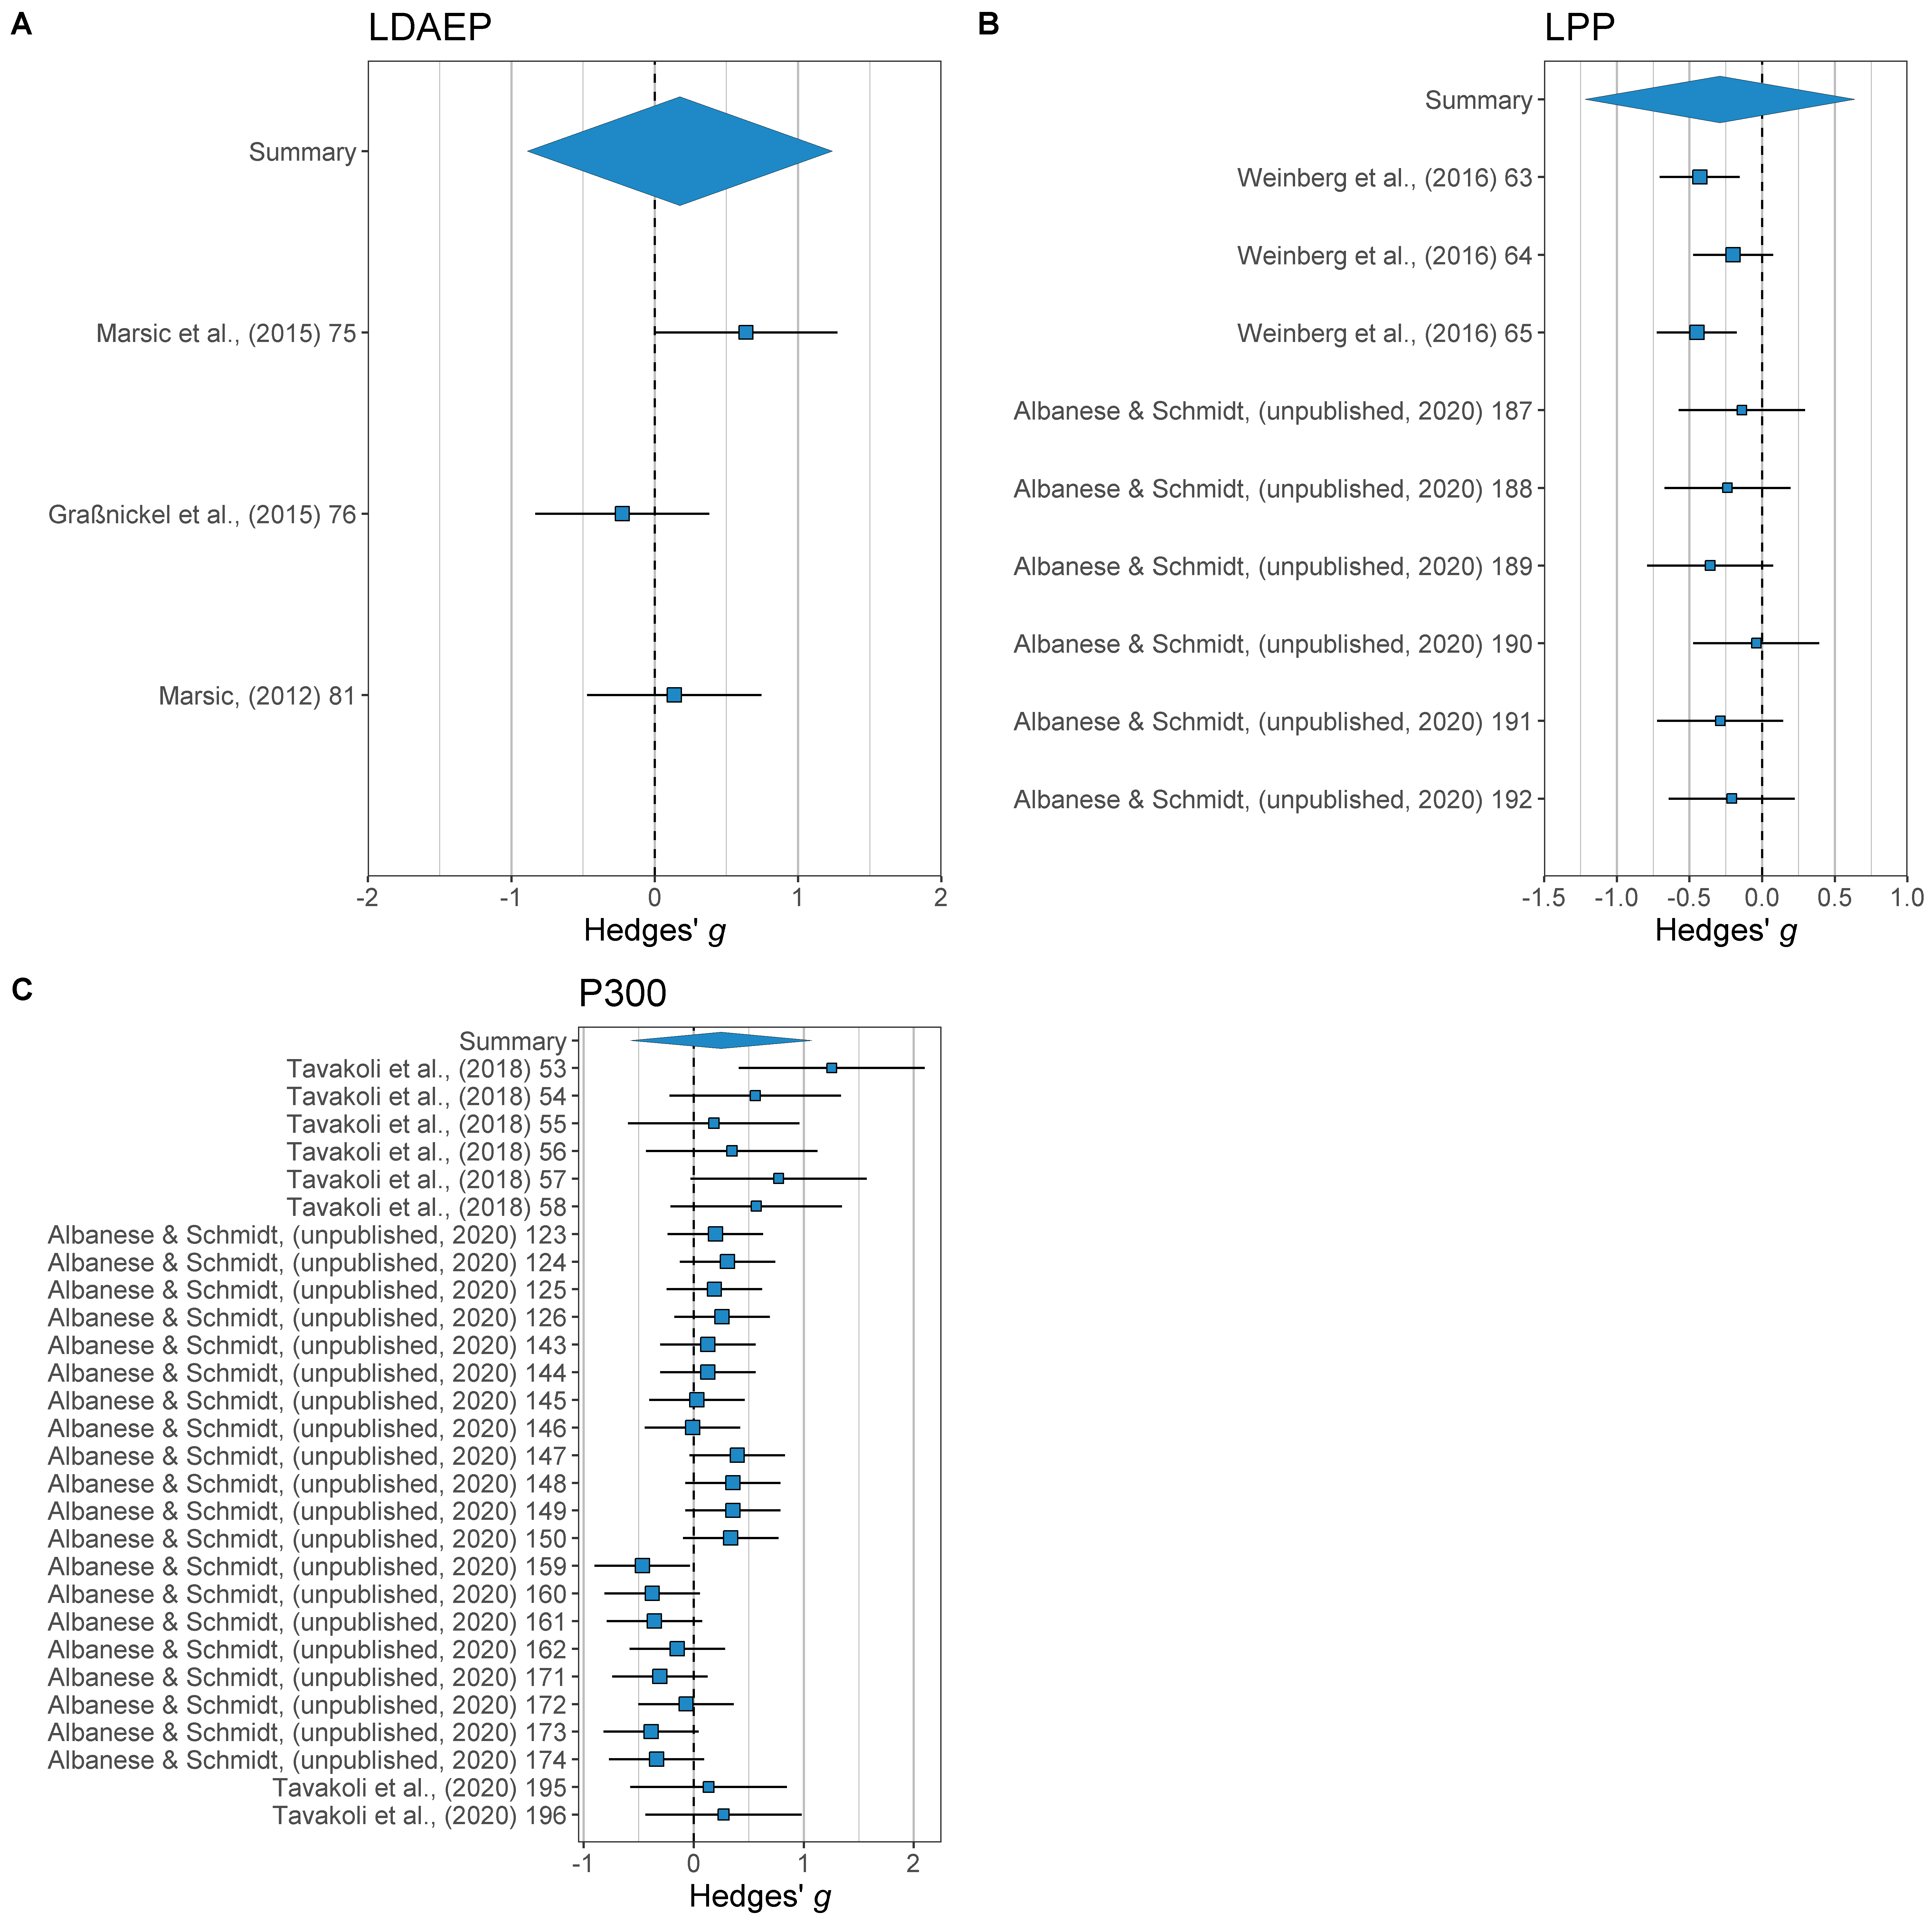 A
LDAEP
Summary
Marsic et al., (2015) 75
Graßnickel et al., (2015) 76
Marsic, (2012) 81
-2 -1 0 1 2
Hedges' g
B
LPP
Summary
Weinberg et al., (2016) 63
Weinberg et al., (2016) 64
Weinberg et al., (2016) 65
Albanese & Schmidt, (unpublished, 2020) 187
Albanese & Schmidt, (unpublished, 2020) 188
Albanese & Schmidt, (unpublished, 2020) 189
Albanese & Schmidt, (unpublished, 2020) 190
Albanese & Schmidt, (unpublished, 2020) 191
Albanese & Schmidt, (unpublished, 2020) 192
-1.5 -1.0 -0.5 0.0 0.5 1.0
Hedges' g
C
P300
Summary
Tavakoli et al., (2018) 53
Tavakoli et al., (2018) 54
Tavakoli et al., (2018) 55
Tavakoli et al., (2018) 56
Tavakoli et al., (2018) 57
Tavakoli et al., (2018) 58
Albanese & Schmidt, (unpublished, 2020) 123
Albanese & Schmidt, (unpublished, 2020) 124
Albanese & Schmidt, (unpublished, 2020) 125
Albanese & Schmidt, (unpublished, 2020) 126
Albanese & Schmidt, (unpublished, 2020) 143
Albanese & Schmidt, (unpublished, 2020) 144
Albanese & Schmidt, (unpublished, 2020) 145
Albanese & Schmidt, (unpublished, 2020) 146
Albanese & Schmidt, (unpublished, 2020) 147
Albanese & Schmidt, (unpublished, 2020) 148
Albanese & Schmidt, (unpublished, 2020) 149
Albanese & Schmidt, (unpublished, 2020) 150
Albanese & Schmidt, (unpublished, 2020) 159
Albanese & Schmidt, (unpublished, 2020) 160
Albanese & Schmidt, (unpublished, 2020) 161
Albanese & Schmidt, (unpublished, 2020) 162
Albanese & Schmidt, (unpublished, 2020) 171
Albanese & Schmidt, (unpublished, 2020) 172
Albanese & Schmidt, (unpublished, 2020) 173
Albanese & Schmidt, (unpublished, 2020) 174
Tavakoli et al., (2020) 195
Tavakoli et al., (2020) 196
-1 0 1 2
Hedges' g